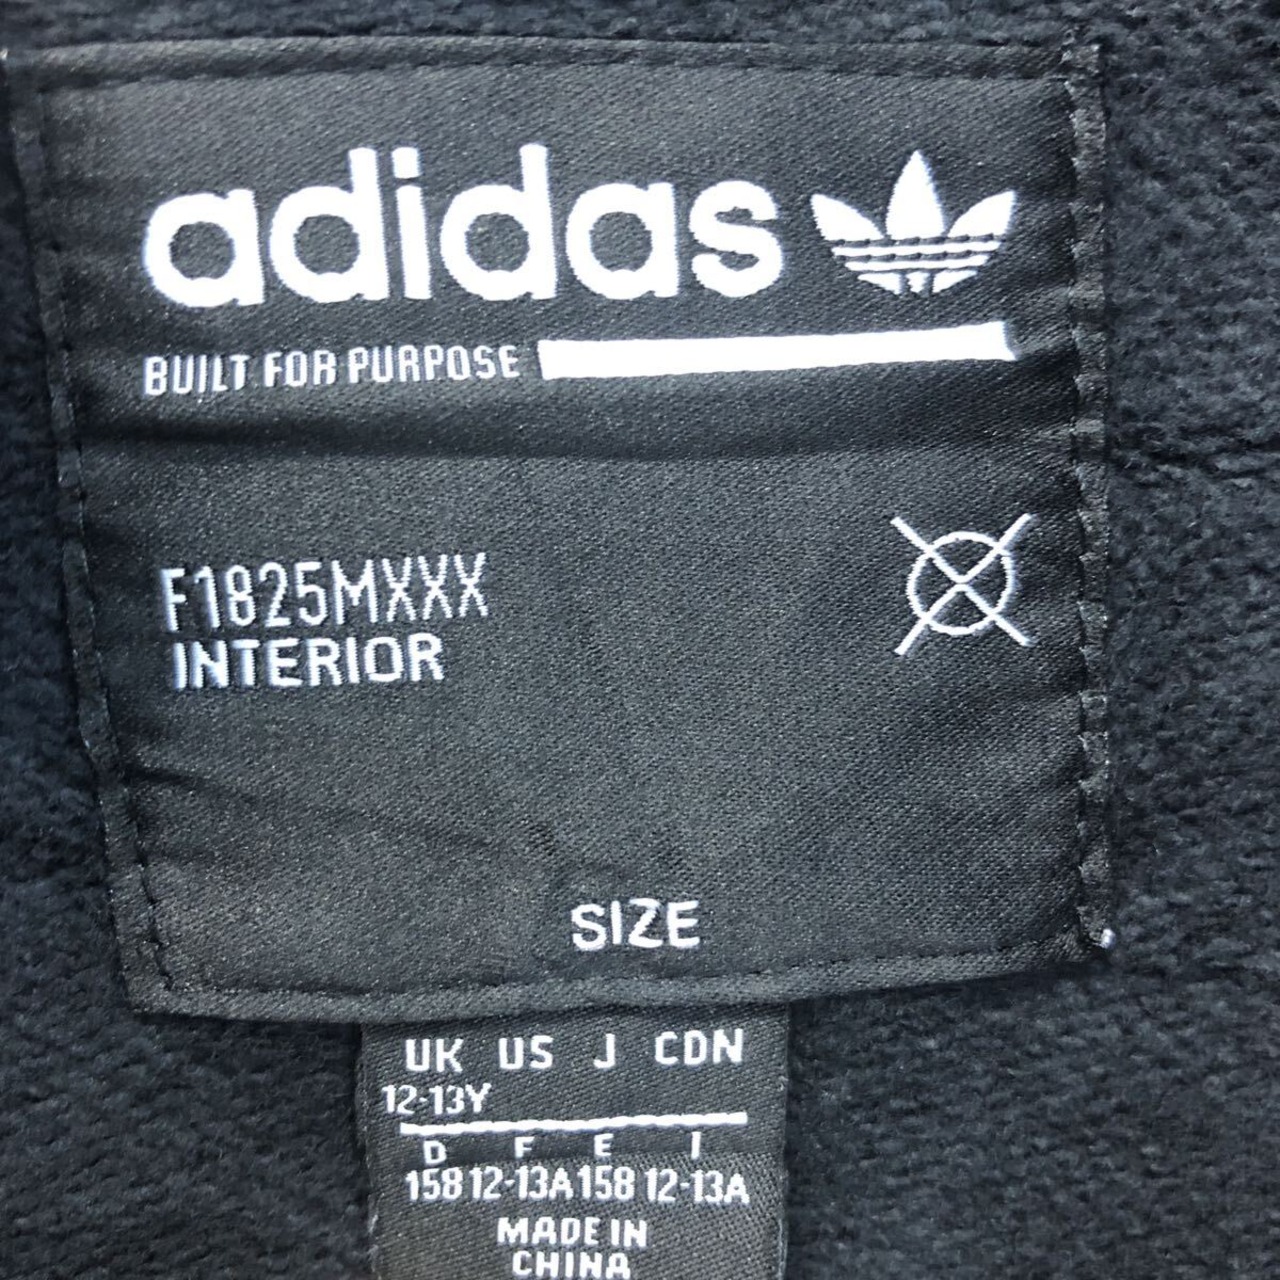 adidas
BUILT FOR PURPOSE
F1825MXXX
INTERIOR
SIZE
UK US J CDN
12-13Y
D F E I
158 12-13A 158 12-13A
MADE IN
CHINA